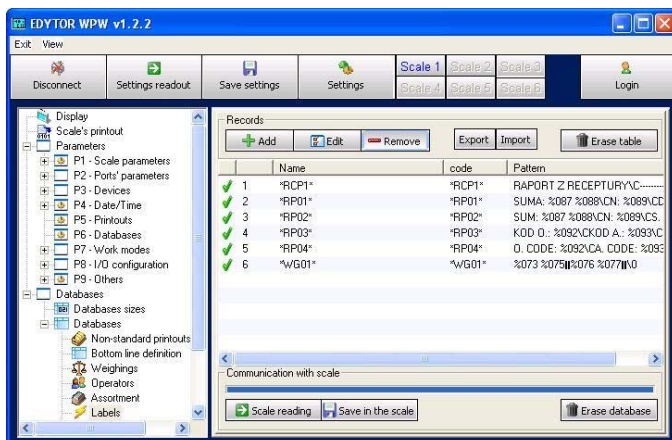 EDYTOR WPW v1.2.2
Exit View
Disconnect Settings readout Save settings Settings Scale 1 Scale 2 Scale 3 Login
Scale 4 Scale 5 Scale 6
Display
Scale's printout
Parameters
P1 - Scale parameters
P2 - Ports' parameters
P3 - Devices
P4 - Date/Time
P5 - Printouts
P6 - Databases
P7 - Work modes
P8 - I/O configuration
P9 - Others
Databases
Databases sizes
Databases
Non-standard printouts
Bottom line definition
Weighings
Operators
Assortment
Labels
Records
Add Edit Remove Export Import Erase table
Name code Pattern
1 *RCP1* *RCP1* RAPORT Z RECEPTURY\C--------
2 *RP01* *RP01* SUMA: %087 %088\CN: %089\CD
3 *RP02* *RP02* SUM: %087 %088\CN: %089\CS.
4 *RP03* *RP03* KOD O.: %092\CKOD A.: %093\C
5 *RP04* *RP04* O. CODE: %092\CA. CODE: %093
6 *WG01* *WG01* %073 %075||%076 %077||\0
Communication with scale
Scale reading Save in the scale Erase database